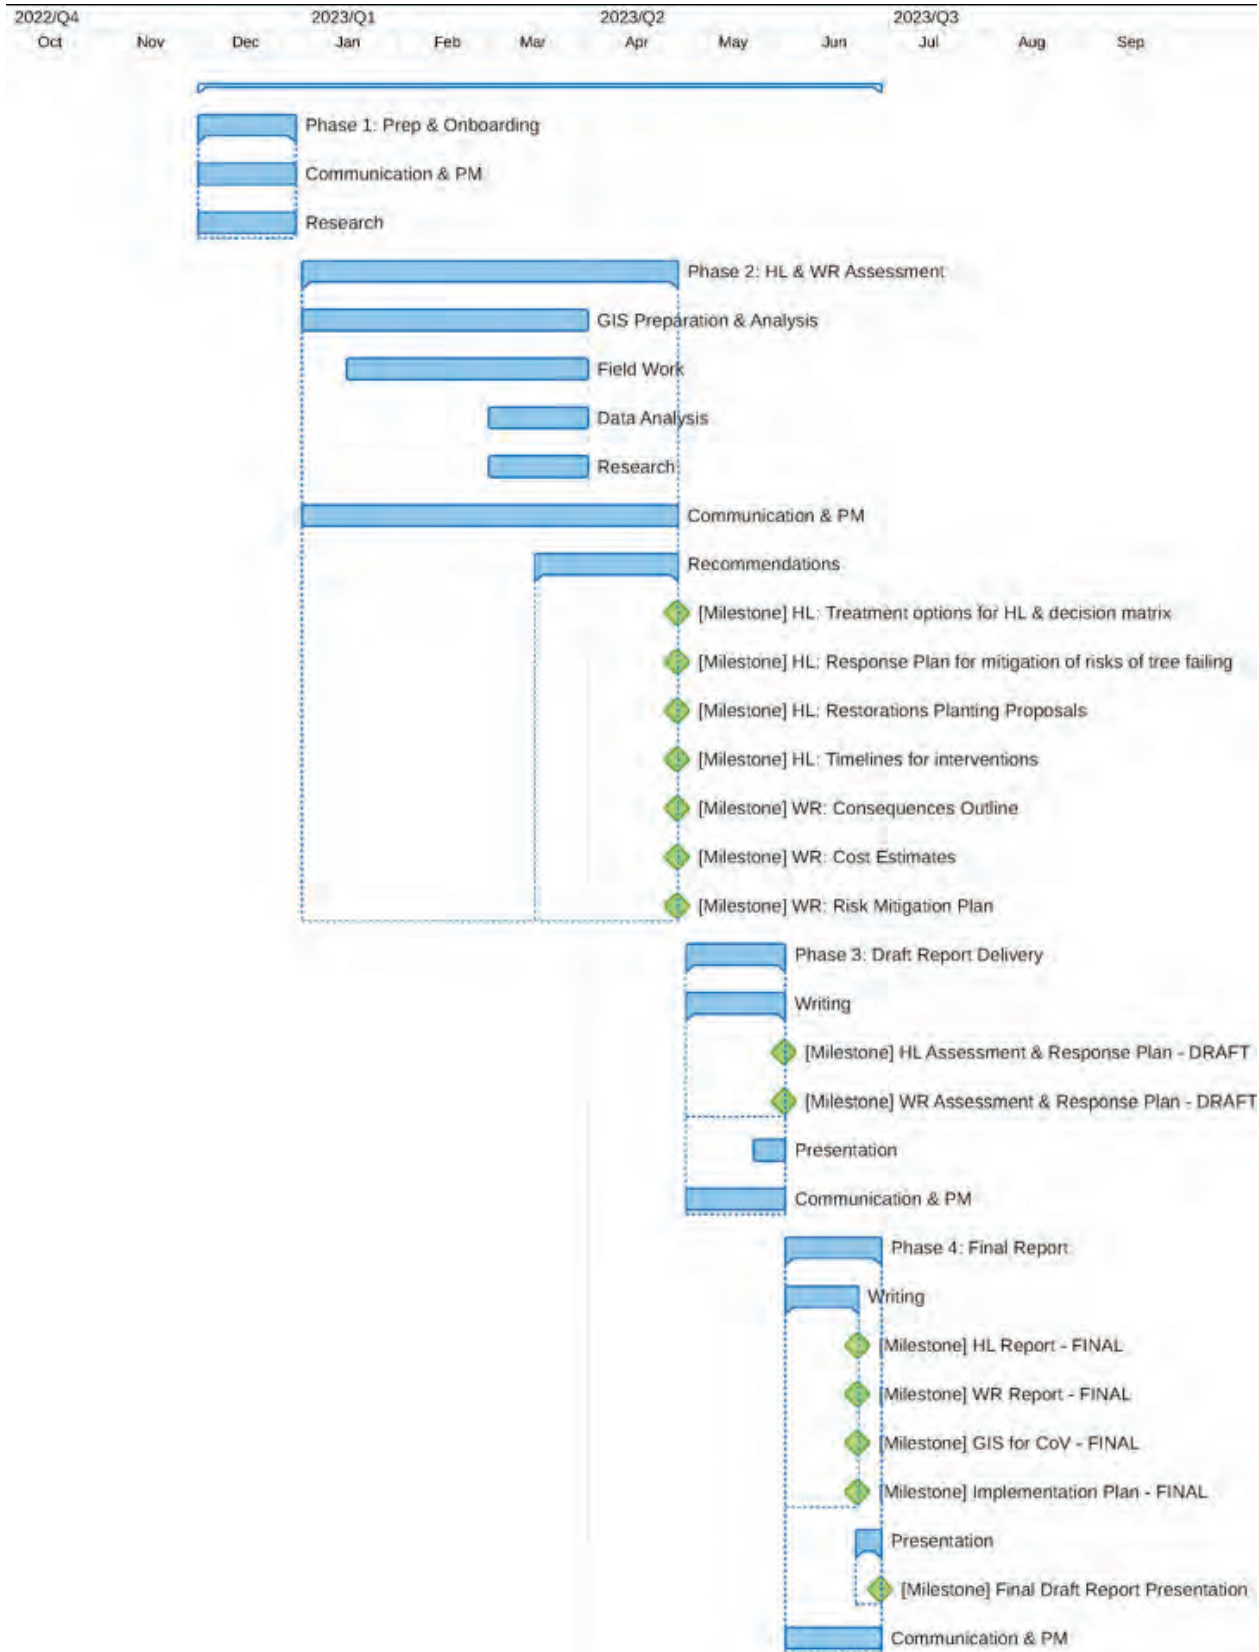 2022/Q4 2023/Q1 2023/Q2 2023/Q3
Oct Nov Dec Jan Feb Mar Apr May Jun Jul Aug Sep
Phase 1: Prep & Onboarding
Communication & PM
Research
Phase 2: HL & WR Assessment
GIS Preparation & Analysis
Field Work
Data Analysis
Research
Communication & PM
Recommendations
[Milestone] HL: Treatment options for HL & decision matrix
[Milestone] HL: Response Plan for mitigation of risks of tree failing
[Milestone] HL: Restorations Planting Proposals
[Milestone] HL: Timelines for interventions
[Milestone] WR: Consequences Outline
[Milestone] WR: Cost Estimates
[Milestone] WR: Risk Mitigation Plan
Phase 3: Draft Report Delivery
Writing
[Milestone] HL Assessment & Response Plan - DRAFT
[Milestone] WR Assessment & Response Plan - DRAFT
Presentation
Communication & PM
Phase 4: Final Report
Writing
[Milestone] HL Report - FINAL
[Milestone] WR Report - FINAL
[Milestone] GIS for CoV - FINAL
[Milestone] Implementation Plan - FINAL
Presentation
[Milestone] Final Draft Report Presentation
Communication & PM